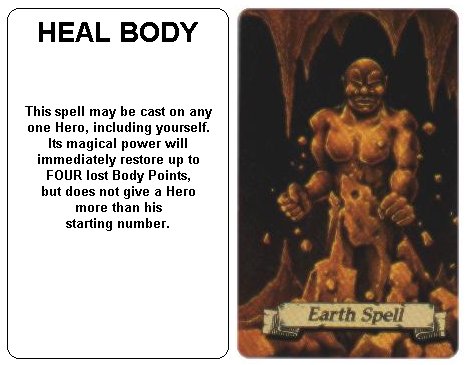 HEAL BODY
This spell may be cast on any
one Hero, including yourself.
Its magical power will
immediately restore up to
FOUR lost Body Points,
but does not give a Hero
more than his
starting number.
Earth Spell